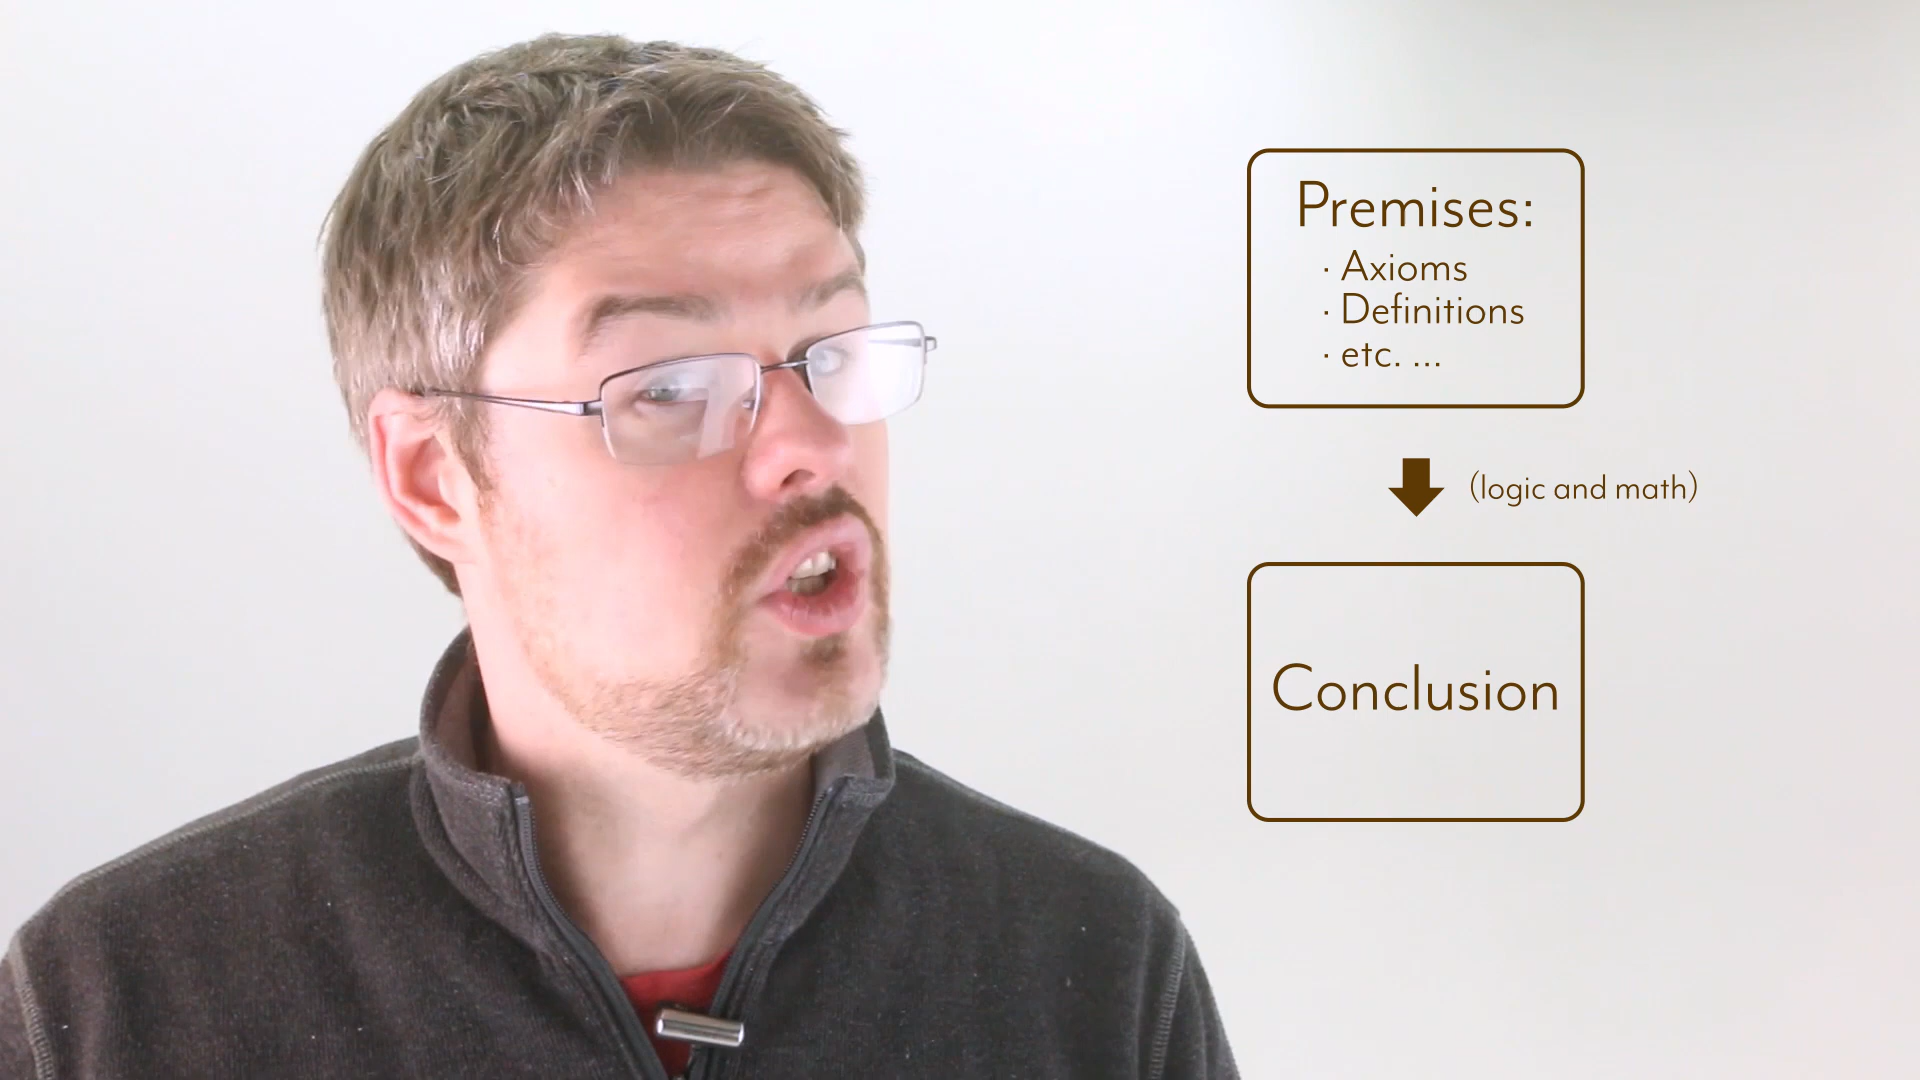 Premises:
· Axioms
· Definitions
· etc. ...
(logic and math)
Conclusion